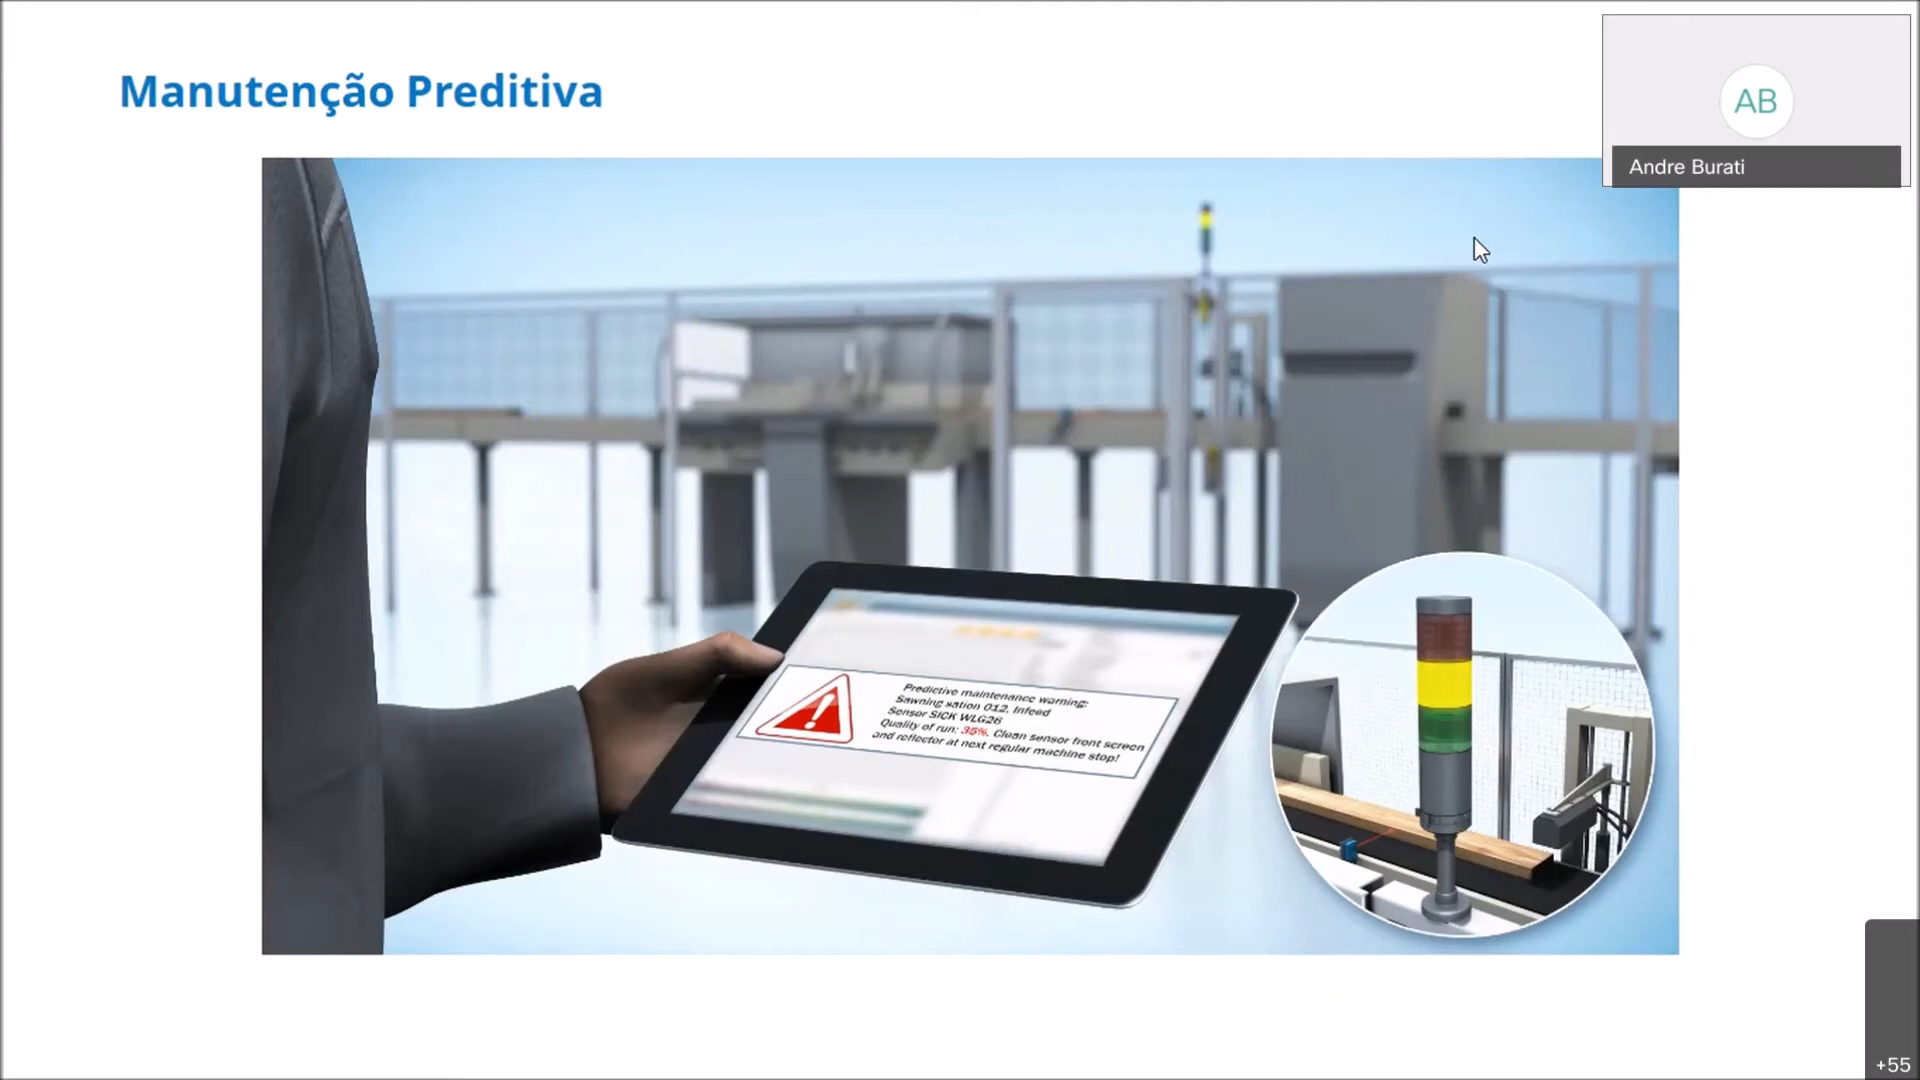 Manutenção Preditiva
AB
Andre Burati
Predictive maintenance warning:
Sawning sation 012, Infeed
Sensor SICK WLG26
Quality of run: 35%. Clean sensor front screen
and reflector at next regular machine stop!
+55